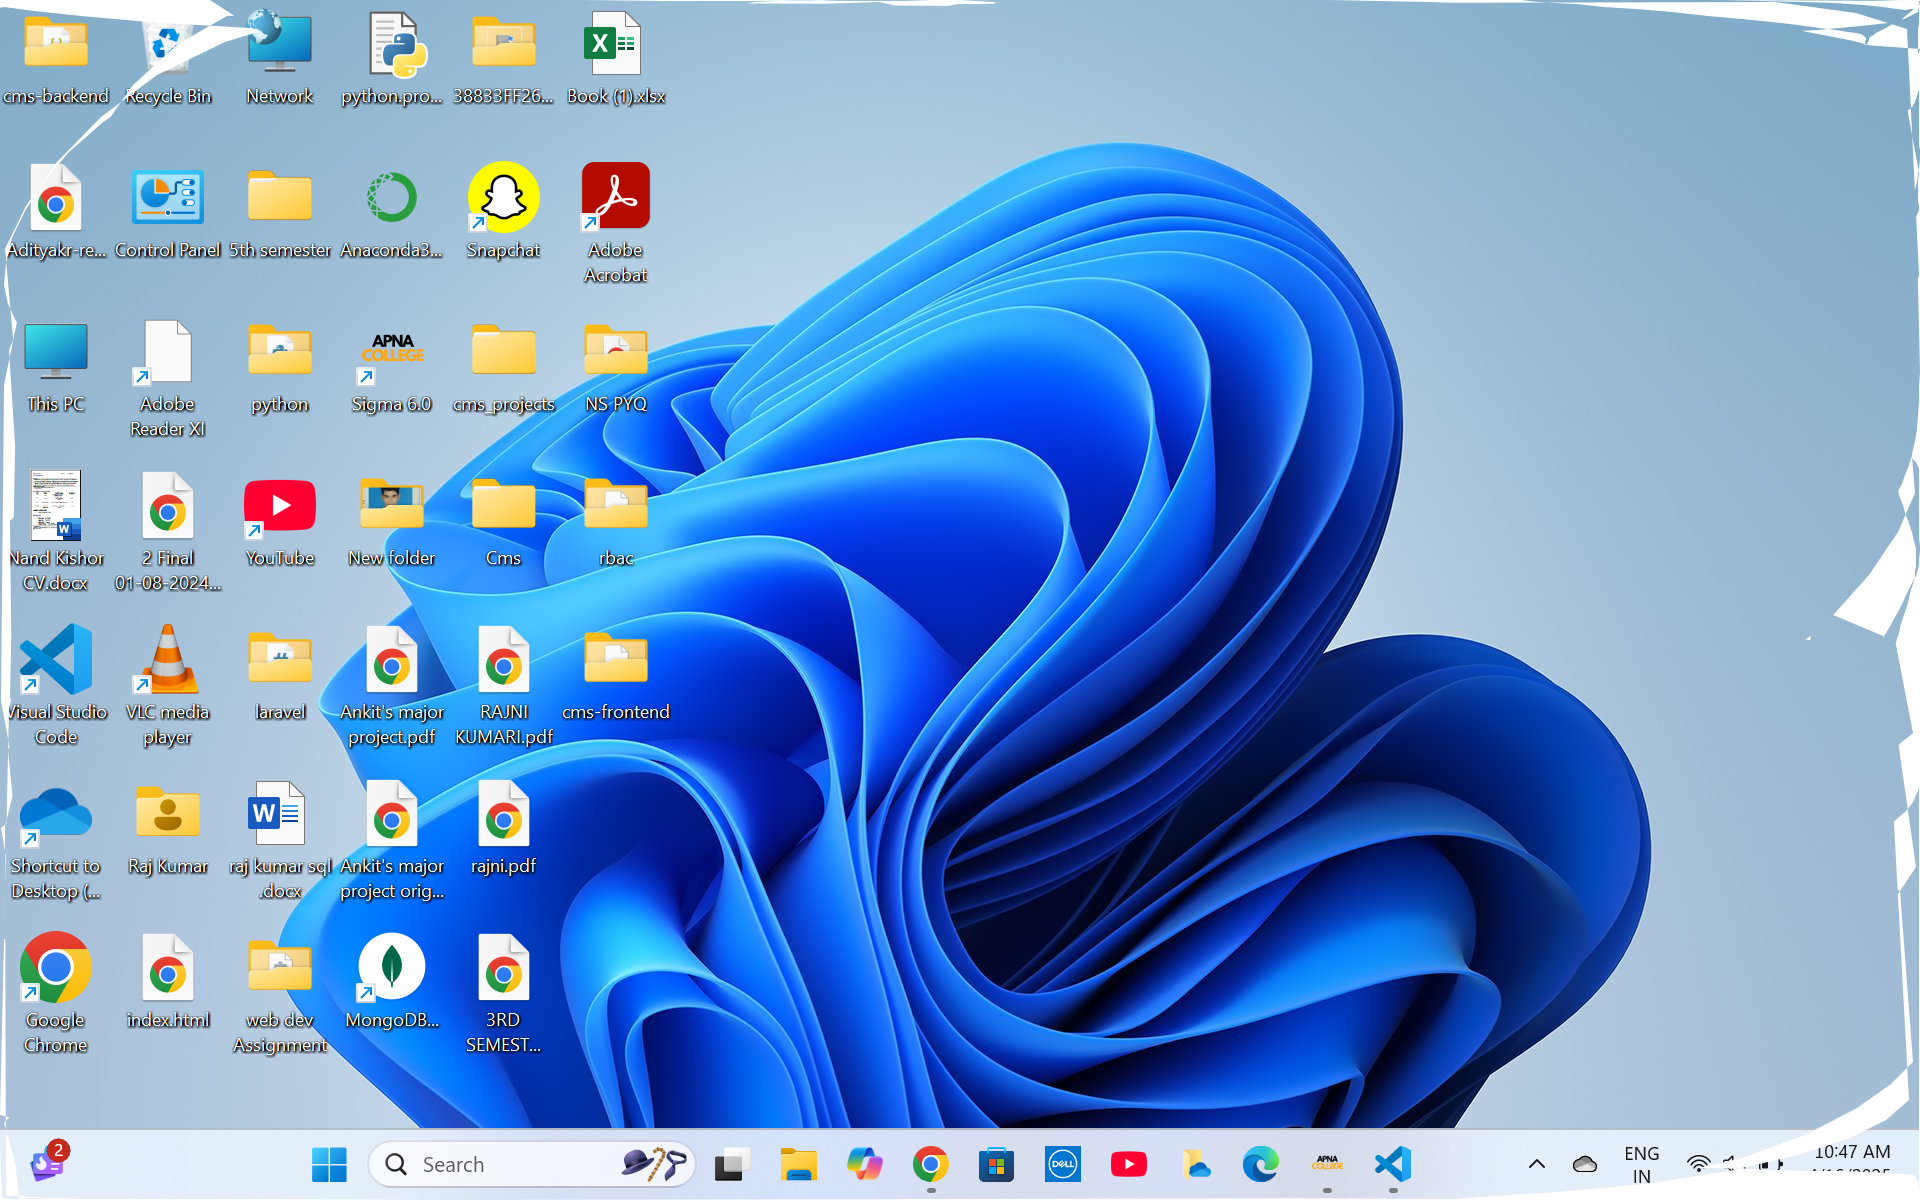 cms-backend
Recycle Bin
Network
python.pro...
38833FF26...
Book (1).xlsx
Adityakr-re...
Control Panel
5th semester
Anaconda3...
Snapchat
Adobe
Acrobat
This PC
Adobe
Reader XI
python
APNA
COLLEGE
Sigma 6.0
cms_projects
NS PYQ
Nand Kishor
CV.docx
2 Final
01-08-2024...
YouTube
New folder
Cms
rbac
Visual Studio
Code
VLC media
player
laravel
Ankit's major
project.pdf
RAJNI
KUMARI.pdf
cms-frontend
Shortcut to
Desktop (...
Raj Kumar
raj kumar sql
.docx
Ankit's major
project orig...
rajni.pdf
Google
Chrome
index.html
web dev
Assignment
MongoDB...
3RD
SEMEST...
2
Search
DELL
APNA
COLLEGE
ENG
IN
10:47 AM